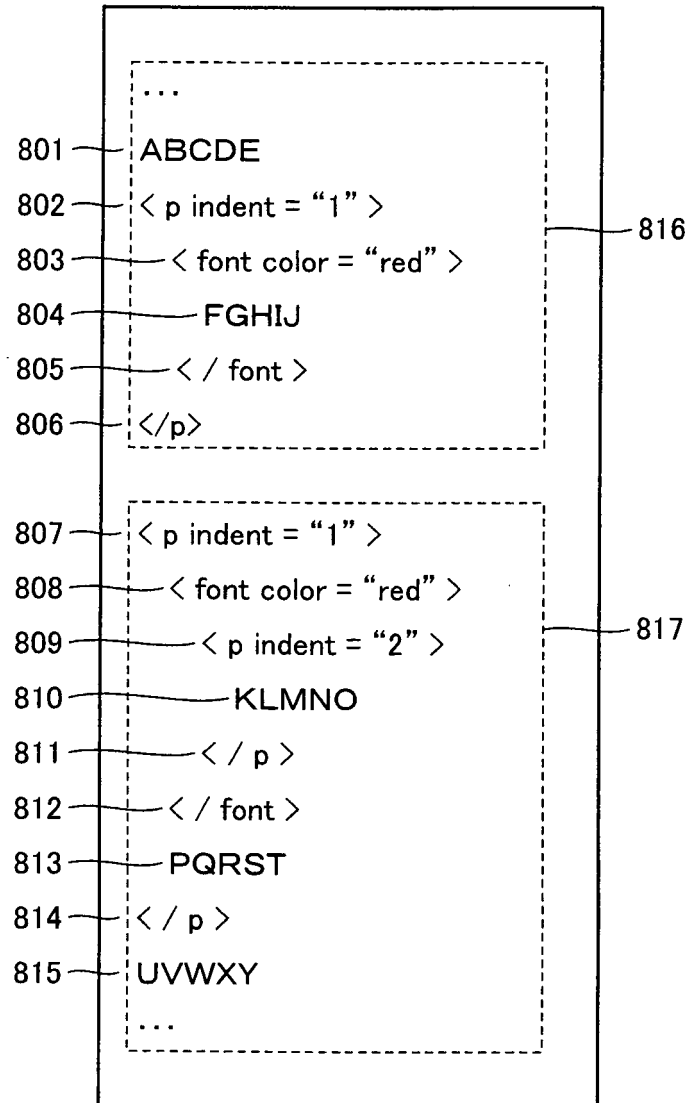 ...
801 ABCDE
802 < p indent = “1” >
816
803 < font color = “red” >
804 FGHIJ
805 < / font >
806 </p>
807 < p indent = “1” >
808 < font color = “red” >
809 < p indent = “2” >
817
810 KLMNO
811 < / p >
812 < / font >
813 PQRST
814 < / p >
815 UVWXY
...